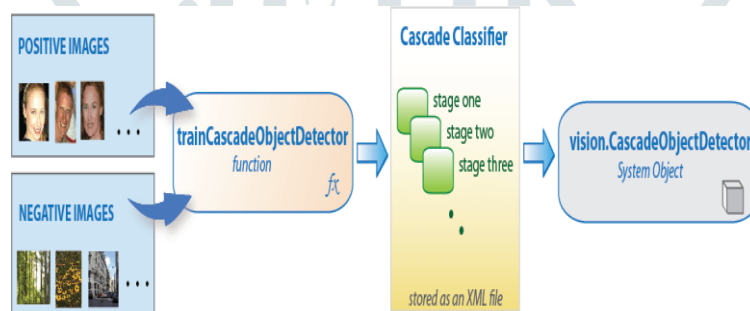 POSITIVE IMAGES
...
NEGATIVE IMAGES
...
trainCascadeObjectDetector
function
fx
Cascade Classifier
stage one
stage two
stage three
stored as an XML file
vision.CascadeObjectDetector
System Object